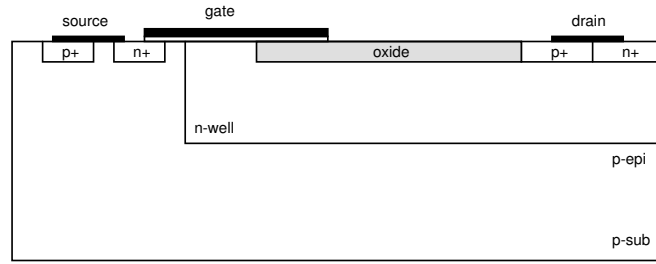 gate
source
drain
p+
n+
oxide
p+
n+
n-well
p-epi
p-sub